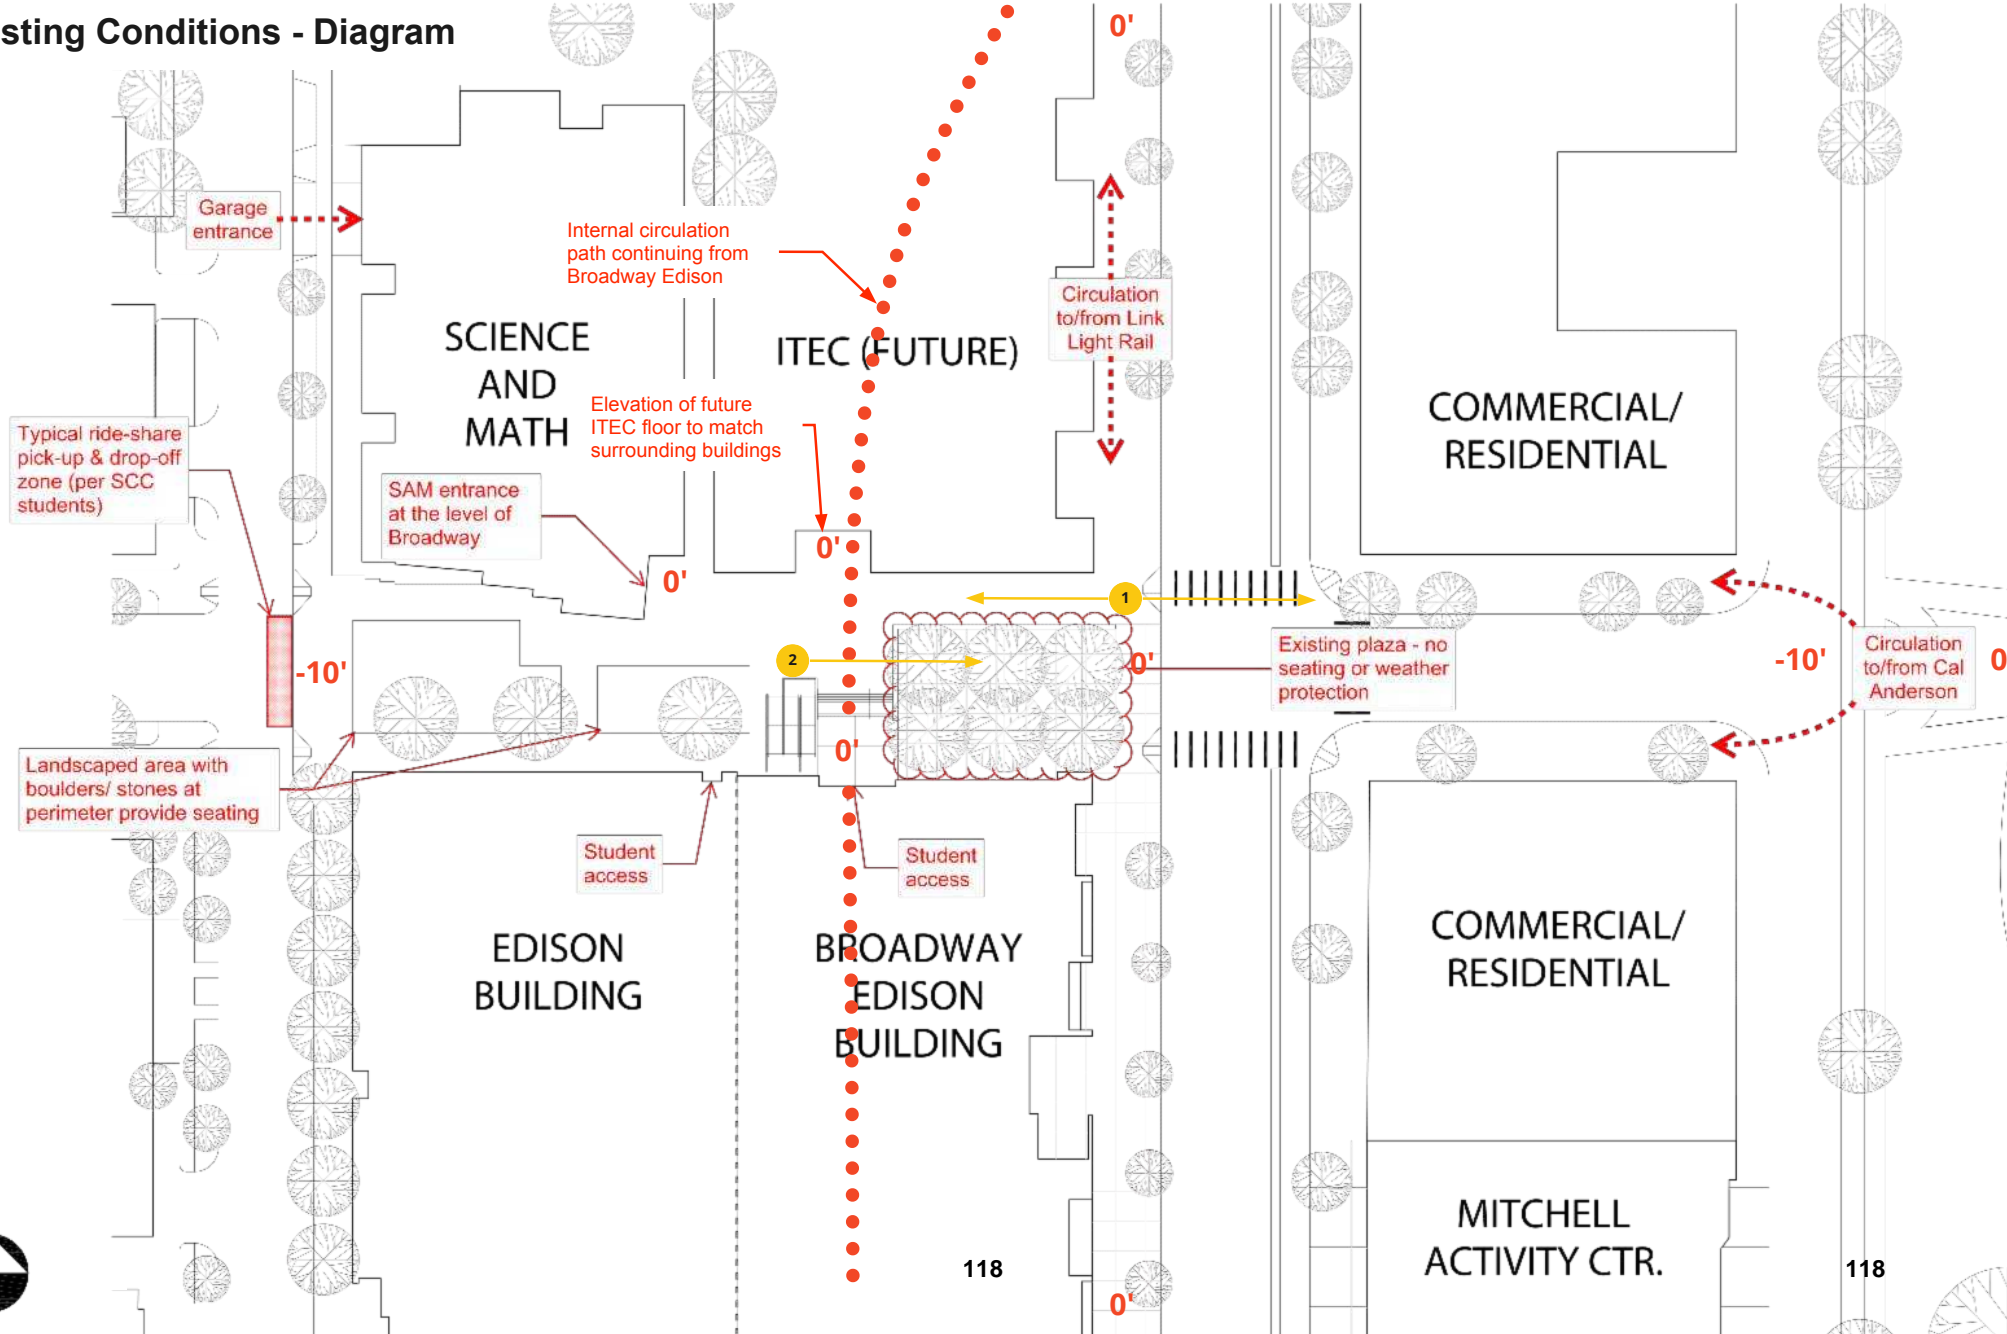 sting Conditions - Diagram
0'
Garage
entrance
Internal circulation
path continuing from
Broadway Edison
Circulation
to/from Link
Light Rail
SCIENCE
AND
MATH
ITEC (FUTURE)
COMMERCIAL/
RESIDENTIAL
Elevation of future
ITEC floor to match
surrounding buildings
Typical ride-share
pick-up & drop-off
zone (per SCC
students)
SAM entrance
at the level of
Broadway
0'
0'
1
2
-10'
0'
Existing plaza - no
seating or weather
protection
-10'
Circulation
to/from Cal
Anderson
0
0'
Landscaped area with
boulders/ stones at
perimeter provide seating
Student
access
Student
access
EDISON
BUILDING
BROADWAY
EDISON
BUILDING
COMMERCIAL/
RESIDENTIAL
MITCHELL
ACTIVITY CTR.
118
118
0'